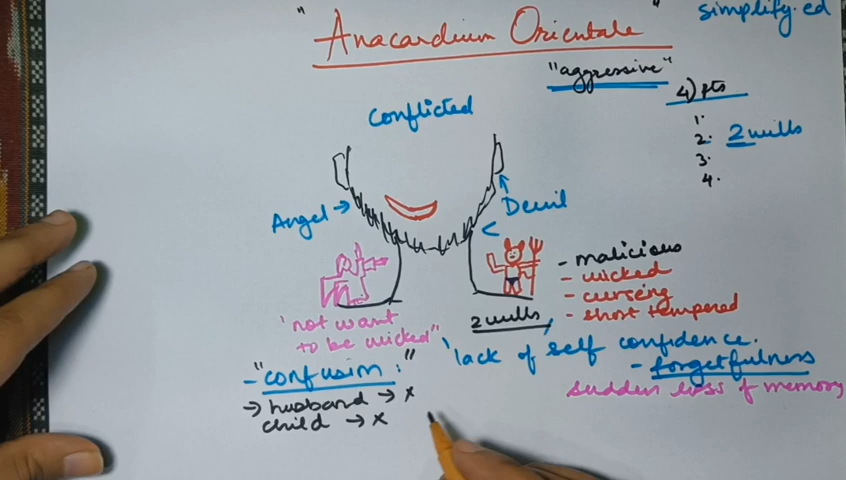 simplify.ed
" Anacardium Orientale "
"aggressive"
4) pts
1.
2. 2 wills
3.
4.
Conflicted
Angel →
Devil
- malicious
- wicked
- cursing
- short tempered
2 wills
'not want
to be wicked"
lack of self confidence.
- forgetfulness
sudden loss of memory
- "confusion:"
→ husband → x
child → x